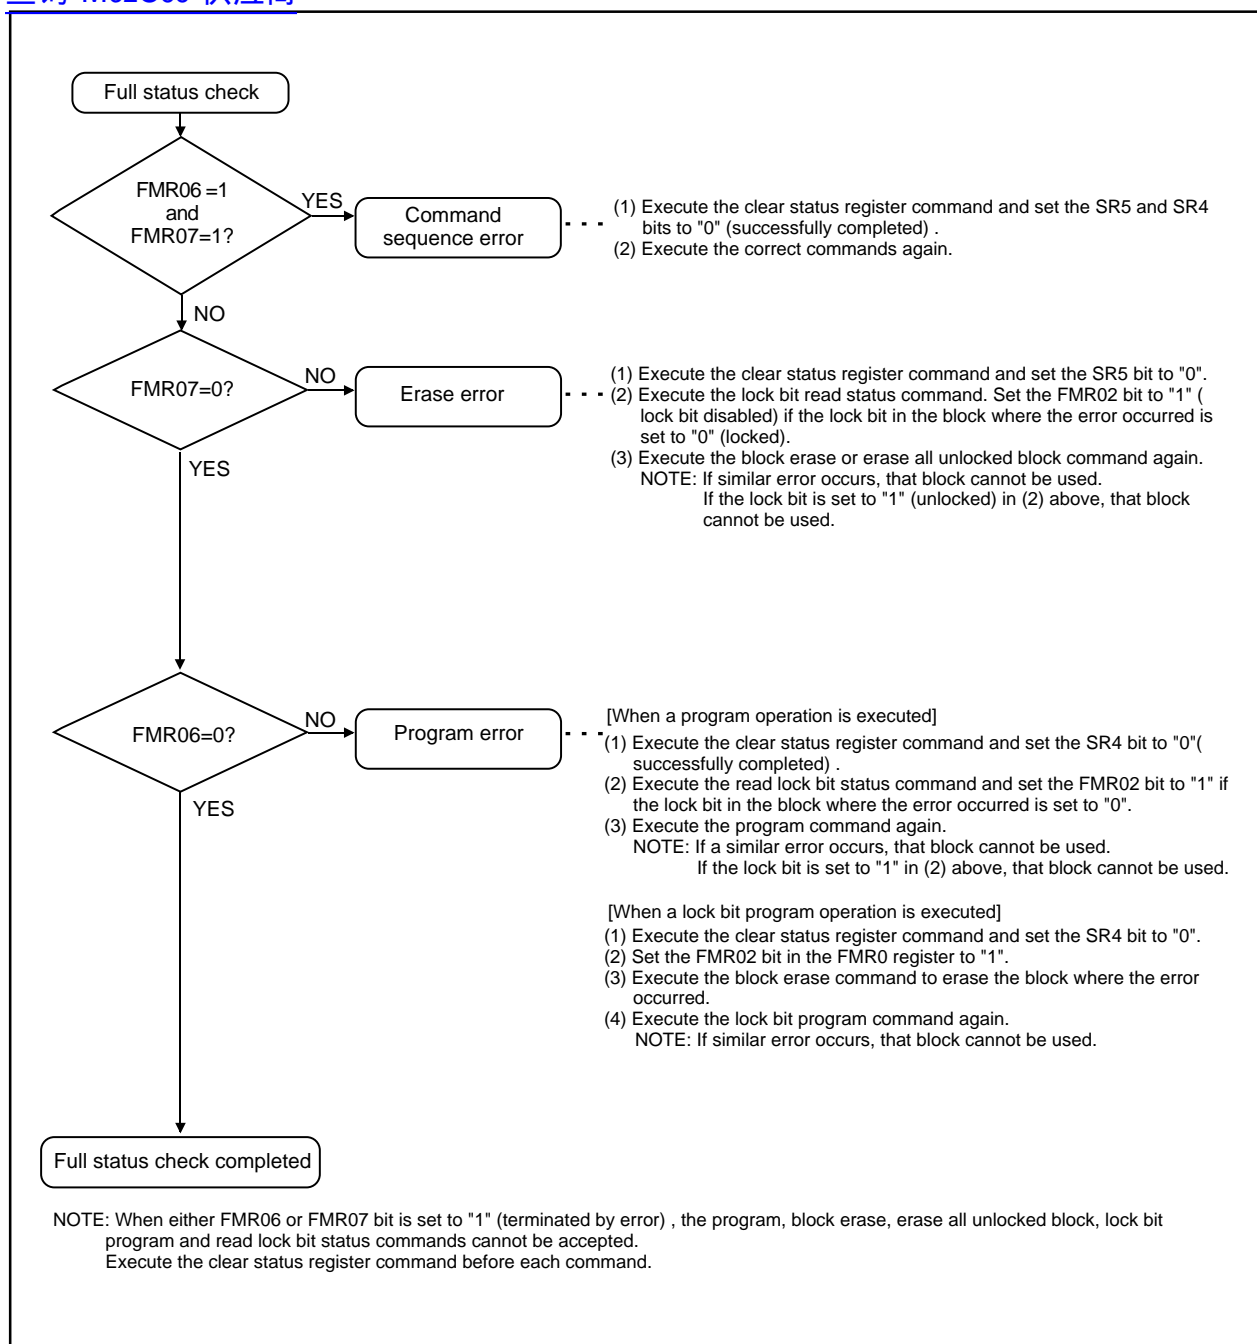 Full status check
FMR06 =1
and
FMR07=1?
YES
Command
sequence error
(1) Execute the clear status register command and set the SR5 and SR4
bits to "0" (successfully completed) .
(2) Execute the correct commands again.
NO
FMR07=0?
NO
Erase error
(1) Execute the clear status register command and set the SR5 bit to "0".
(2) Execute the lock bit read status command. Set the FMR02 bit to "1" (
lock bit disabled) if the lock bit in the block where the error occurred is
set to "0" (locked).
(3) Execute the block erase or erase all unlocked block command again.
NOTE: If similar error occurs, that block cannot be used.
If the lock bit is set to "1" (unlocked) in (2) above, that block
cannot be used.
YES
FMR06=0?
NO
Program error
[When a program operation is executed]
(1) Execute the clear status register command and set the SR4 bit to "0"(
successfully completed) .
(2) Execute the read lock bit status command and set the FMR02 bit to "1" if
the lock bit in the block where the error occurred is set to "0".
(3) Execute the program command again.
NOTE: If a similar error occurs, that block cannot be used.
If the lock bit is set to "1" in (2) above, that block cannot be used.
YES
[When a lock bit program operation is executed]
(1) Execute the clear status register command and set the SR4 bit to "0".
(2) Set the FMR02 bit in the FMR0 register to "1".
(3) Execute the block erase command to erase the block where the error
occurred.
(4) Execute the lock bit program command again.
NOTE: If similar error occurs, that block cannot be used.
Full status check completed
NOTE: When either FMR06 or FMR07 bit is set to "1" (terminated by error) , the program, block erase, erase all unlocked block, lock bit
program and read lock bit status commands cannot be accepted.
Execute the clear status register command before each command.